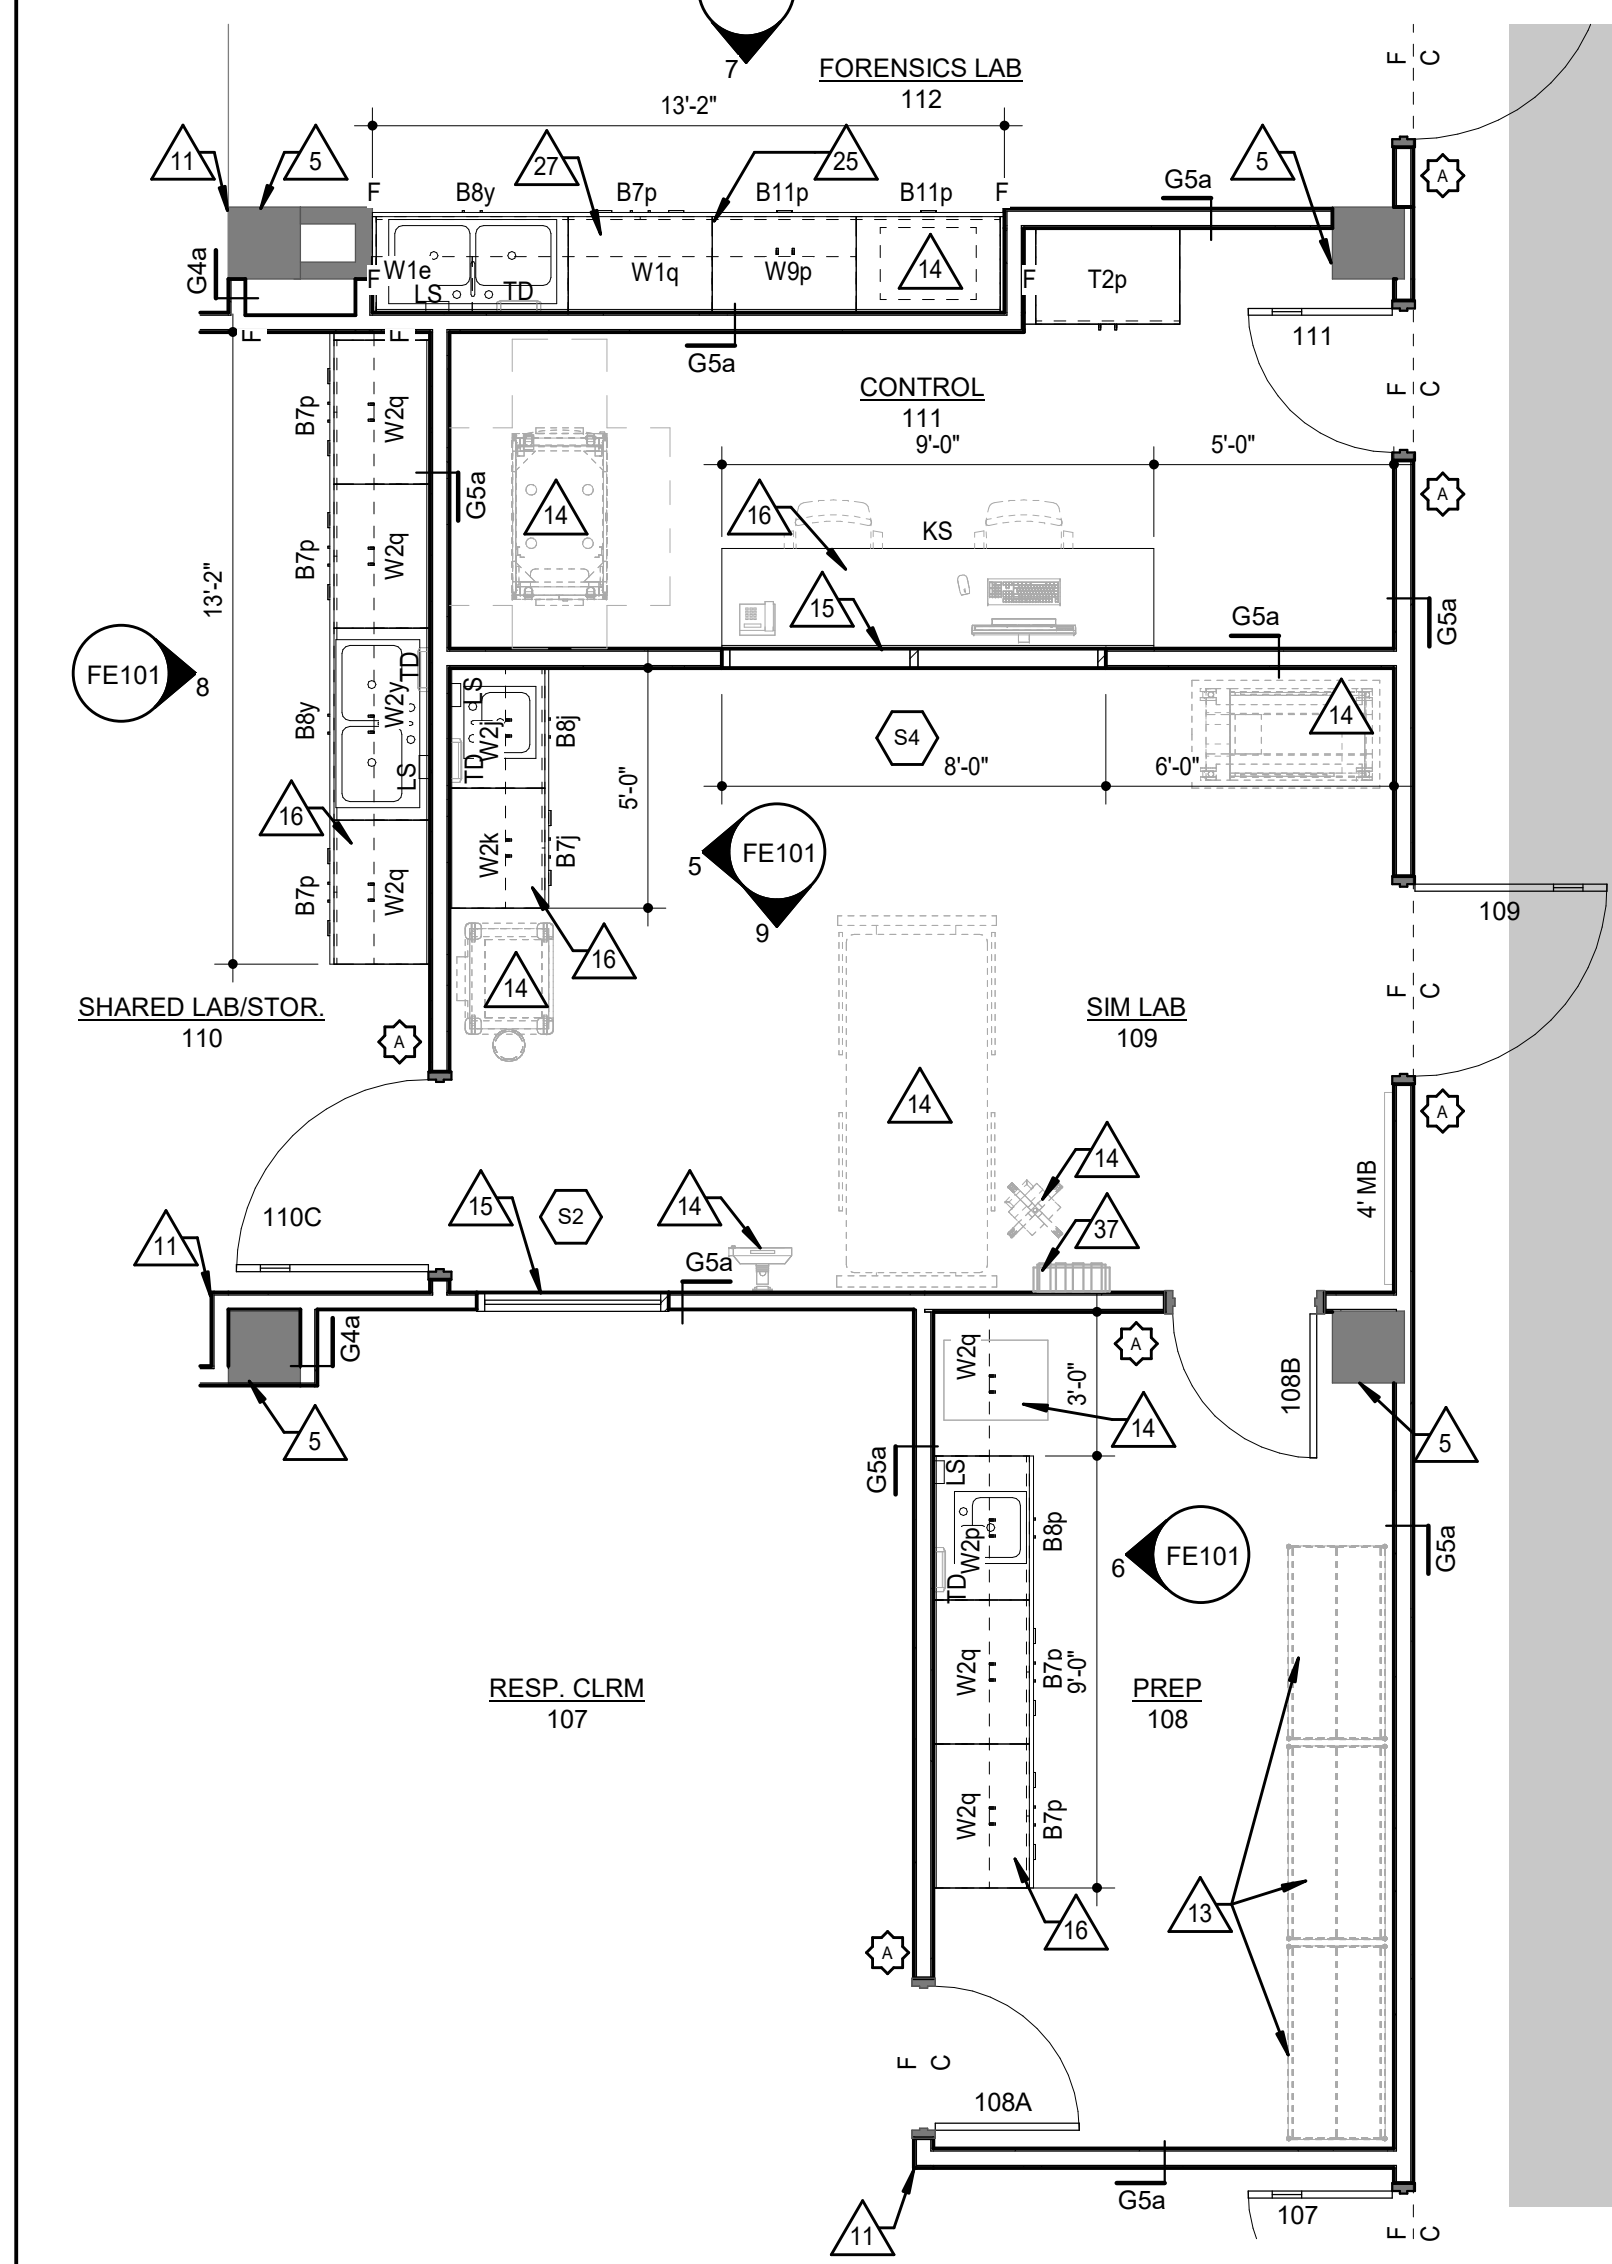 7
FORENSICS LAB
112
F C
13'-2"
11
5
27
25
5
A
F
B8y
B7p
B11p
B11p
F
G5a
G4a
F
W1e
W1q
W9p
14
F
T2p
LS
TD
F
F
G5a
111
CONTROL
111
F C
9'-0"
5'-0"
B7p
W2q
G5a
14
16
KS
A
B7p
W2q
13'-2"
15
G5a
G5a
FE101
8
TD
W2y
B8y
LS
LS
W2j
TD
B8j
S4
14
8'-0"
6'-0"
5'-0"
16
W2k
B7j
5
FE101
9
B7p
W2q
109
16
14
F C
SHARED LAB/STOR.
110
A
SIM LAB
109
14
A
14
110C
15
S2
14
37
4' MB
11
G5a
G4a
W2q
A
3'-0"
108B
14
5
5
G5a
LS
W2p
B8p
TD
6
FE101
G5a
W2q
B7p
9'-0"
RESP. CLRM
107
PREP
108
W2q
B7p
13
16
A
F C
108A
G5a
107
11
F C